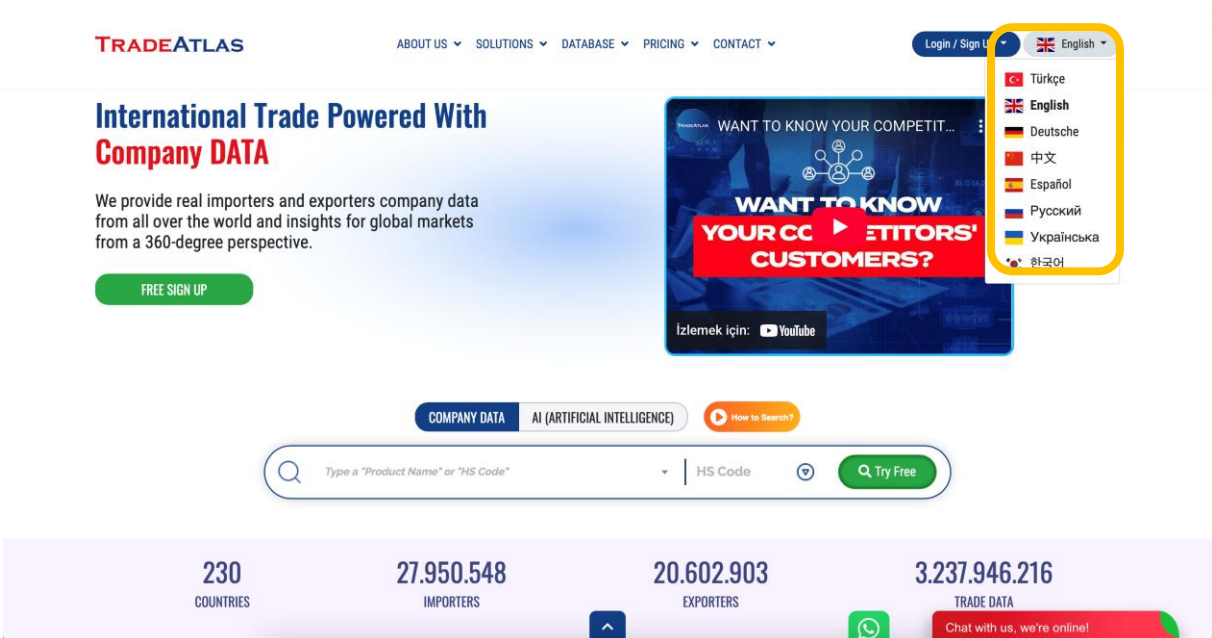 TRADEATLAS
ABOUT US SOLUTIONS DATABASE PRICING CONTACT
Login / Sign U
English
Türkçe
English
Deutsche
中文
Español
Русский
Українська
한국어
International Trade Powered With
Company DATA
We provide real importers and exporters company data
from all over the world and insights for global markets
from a 360-degree perspective.
FREE SIGN UP
TRADEATLAS
WANT TO KNOW YOUR COMPETIT...
WANT TO KNOW
YOUR CO ETITORS'
CUSTOMERS?
İzlemek için: YouTube
COMPANY DATA AI (ARTIFICIAL INTELLIGENCE) How to Search?
Type a "Product Name" or "HS Code" HS Code Try Free
230 27.950.548 20.602.903 3.237.946.216
COUNTRIES IMPORTERS EXPORTERS TRADE DATA
Chat with us, we're online!